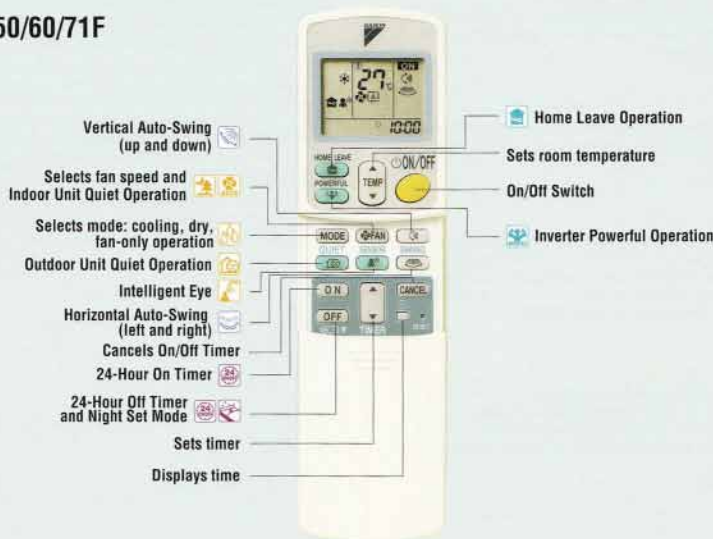 50/60/71F
DAIKIN
ON
27°C
10:00
Vertical Auto-Swing
(up and down)
Selects fan speed and
Indoor Unit Quiet Operation
Selects mode: cooling, dry,
fan-only operation
Outdoor Unit Quiet Operation
Intelligent Eye
Horizontal Auto-Swing
(left and right)
Cancels On/Off Timer
24-Hour On Timer
24-Hour Off Timer
and Night Set Mode
Sets timer
Displays time
HOME LEAVE
POWERFUL
TEMP
ON/OFF
MODE
FAN
QUIET
SENSOR
SWING
ON
CANCEL
OFF
TIMER
Home Leave Operation
Sets room temperature
On/Off Switch
Inverter Powerful Operation